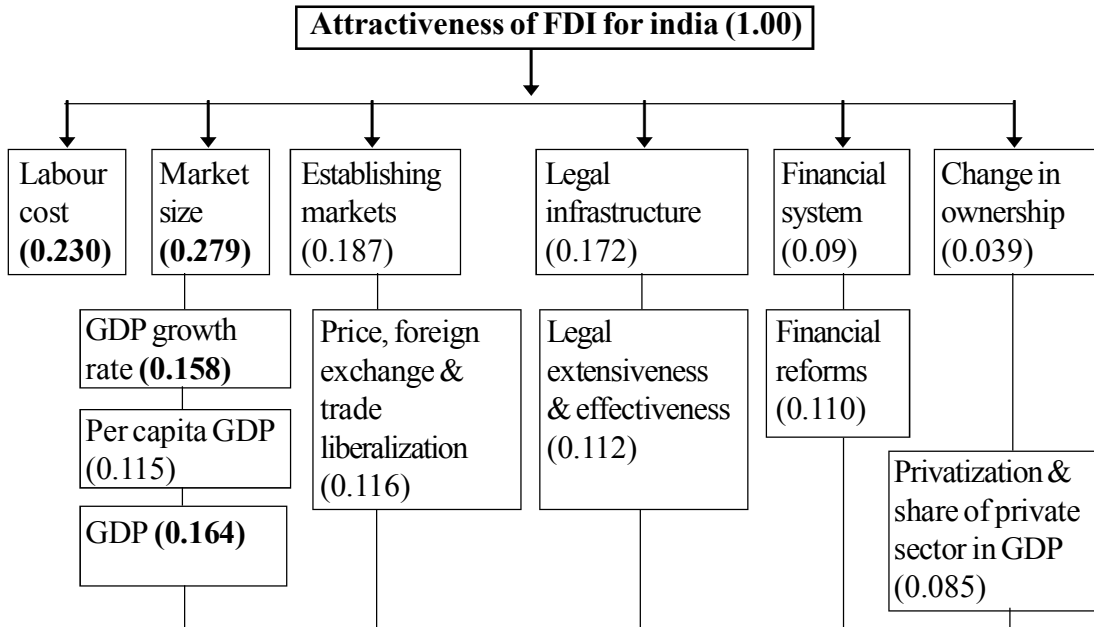 Attractiveness of FDI for india (1.00)
Labour
cost
(0.230)
Market
size
(0.279)
Establishing
markets
(0.187)
Legal
infrastructure
(0.172)
Financial
system
(0.09)
Change in
ownership
(0.039)
GDP growth
rate (0.158)
Per capita GDP
(0.115)
GDP (0.164)
Price, foreign
exchange &
trade
liberalization
(0.116)
Legal
extensiveness
& effectiveness
(0.112)
Financial
reforms
(0.110)
Privatization &
share of private
sector in GDP
(0.085)